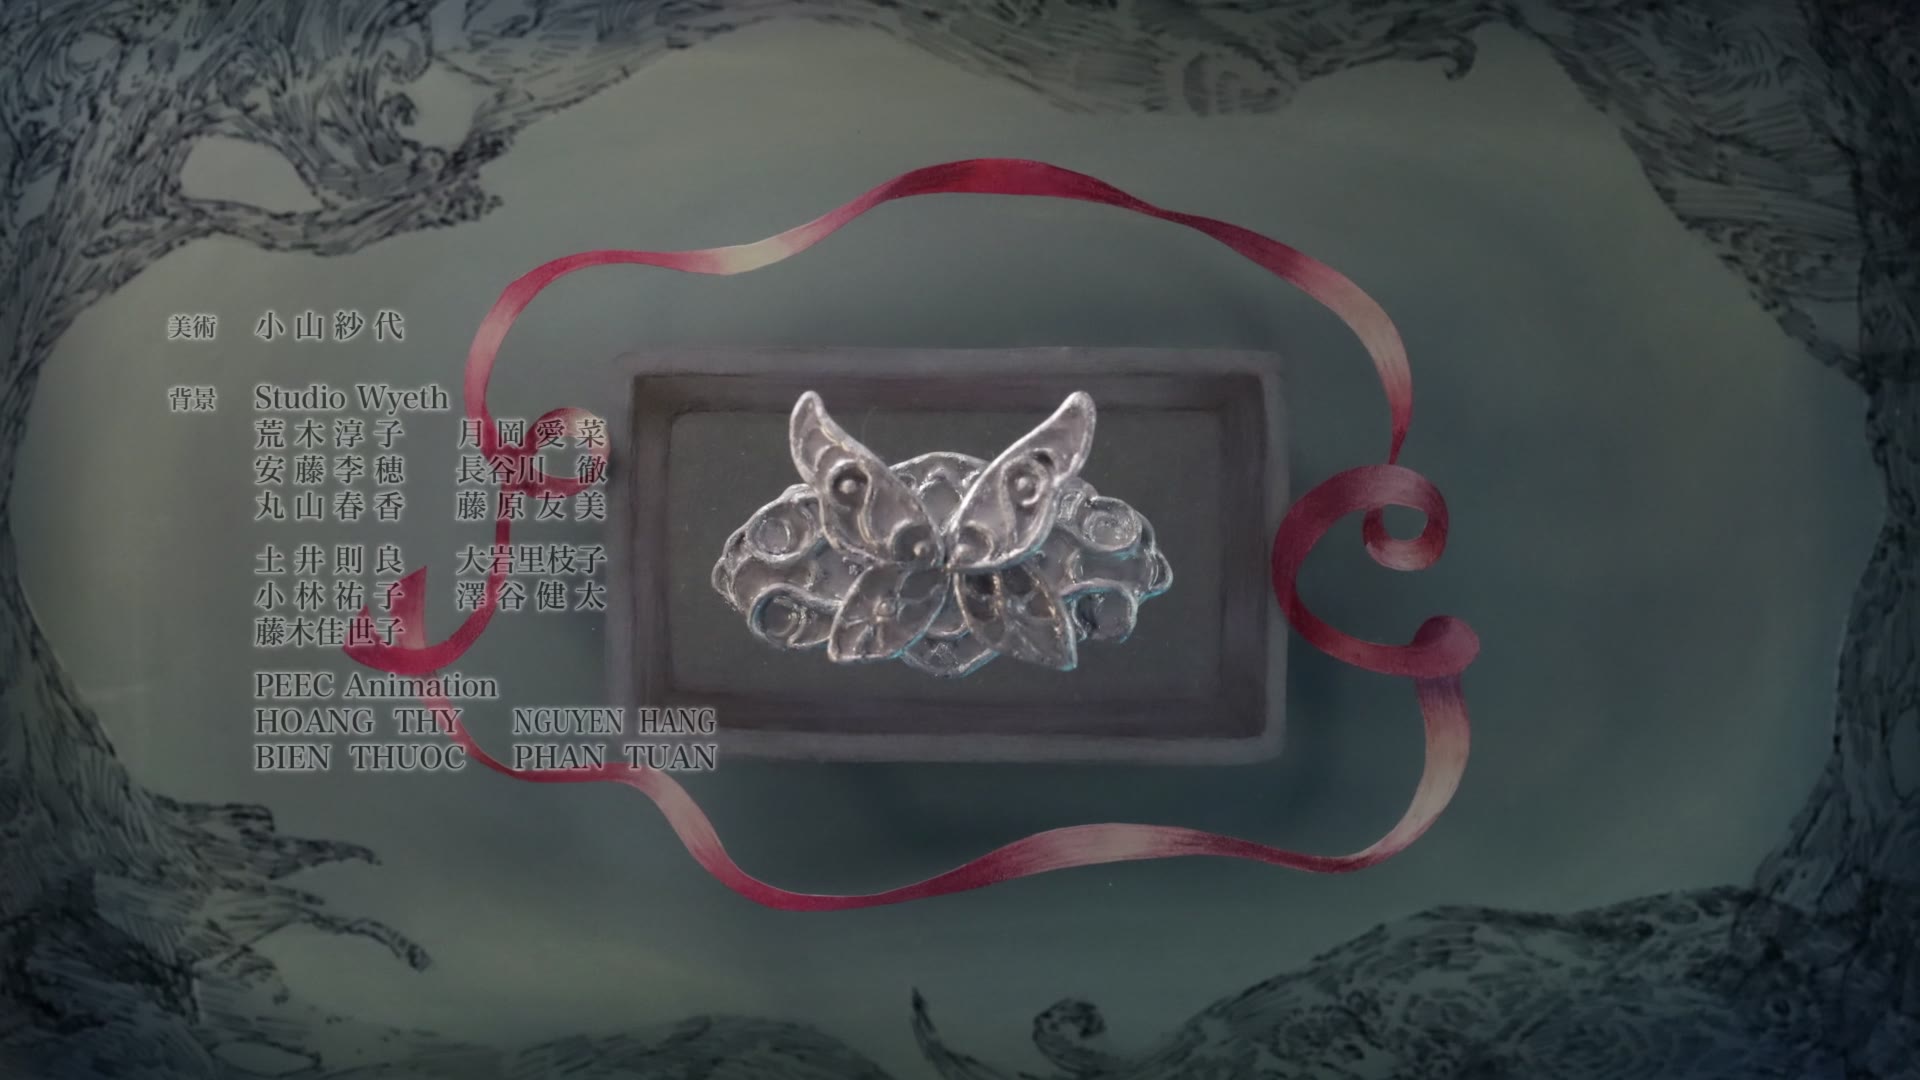 美術 小山紗代
背景 Studio Wyeth
荒木淳子 月岡愛菜
安藤李穂 長谷川 徹
丸山春香 藤原友美
土井則良 大岩里枝子
小林祐子 澤谷健太
藤木佳世子
PEEC Animation
HOANG THY NGUYEN HANG
BIEN THUOC PHAN TUAN